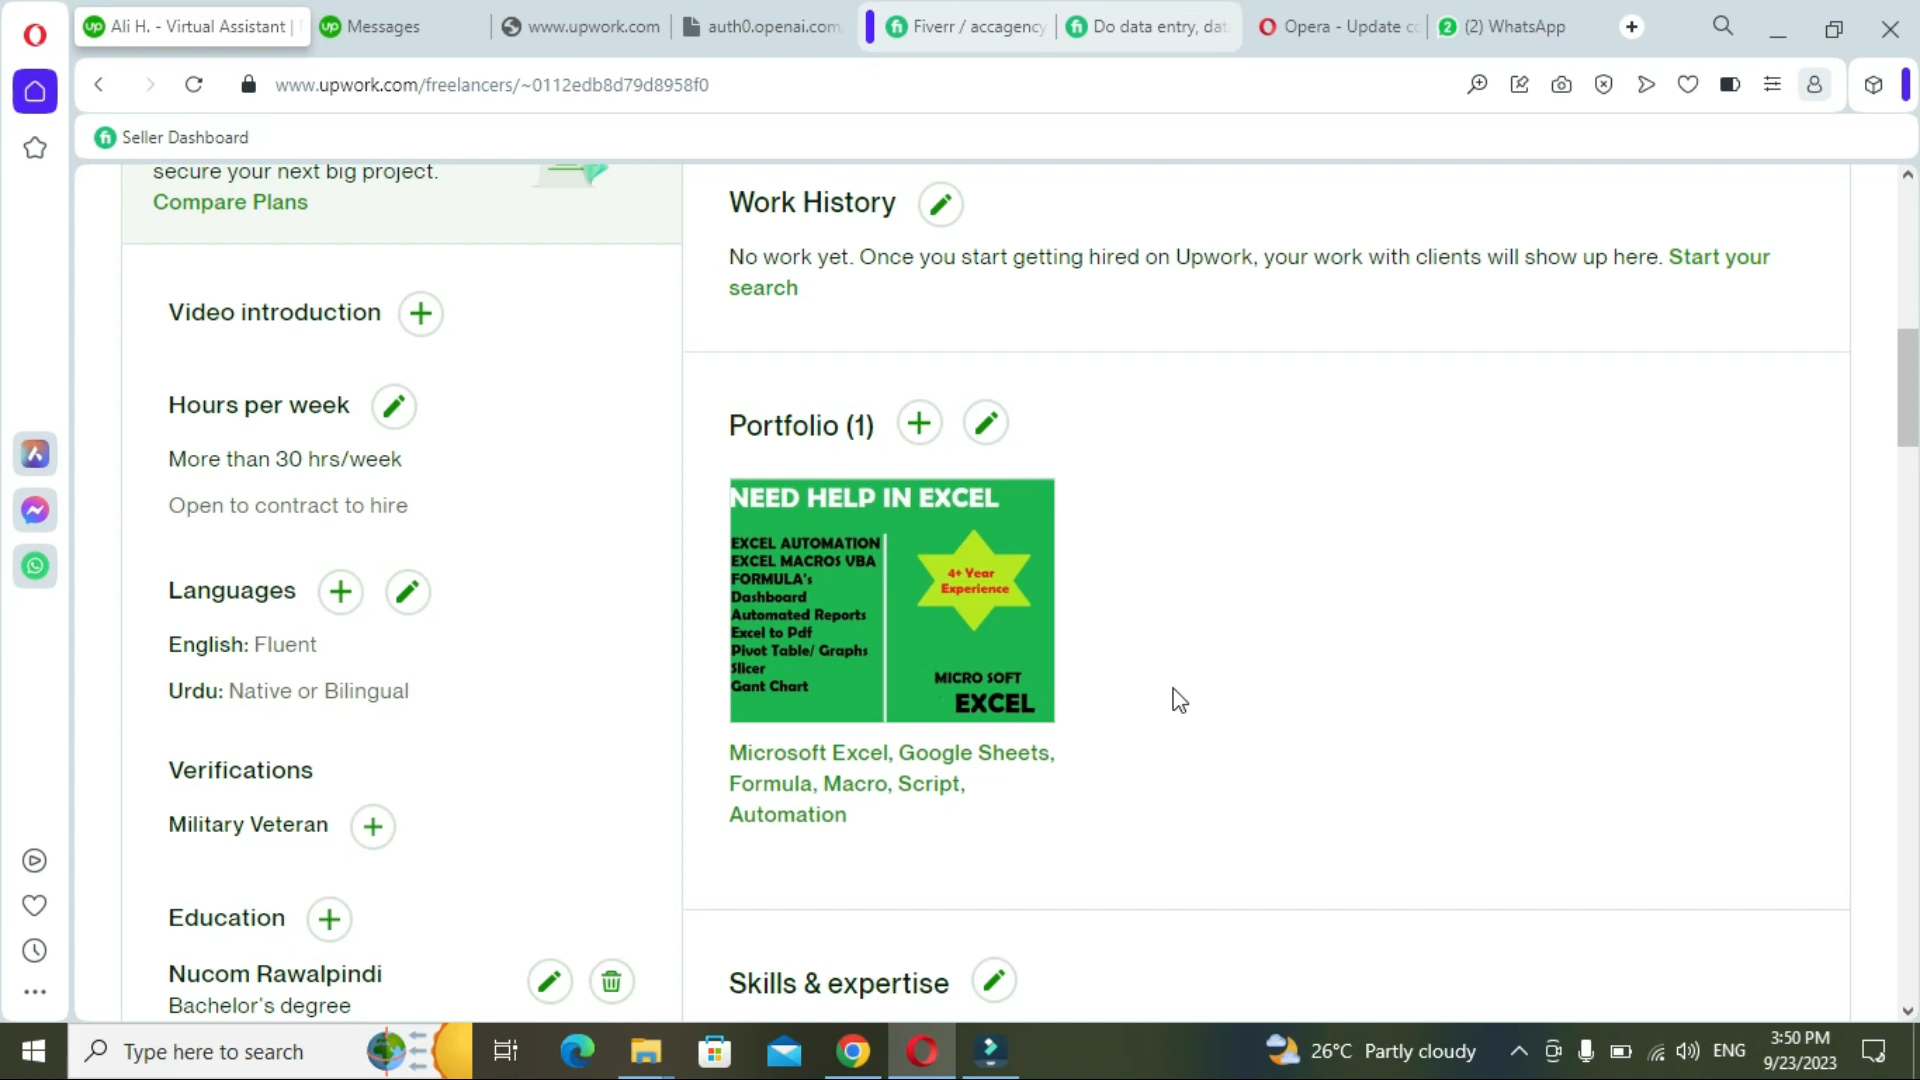 Ali H. - Virtual Assistant |
Messages
www.upwork.com
auth0.openai.com
Fiverr / accagency
Do data entry, dat
Opera - Update co
(2) WhatsApp
www.upwork.com/freelancers/~0112edb8d79d8958f0
Seller Dashboard
secure your next big project.
Compare Plans
Video introduction
Hours per week
More than 30 hrs/week
Open to contract to hire
Languages
English: Fluent
Urdu: Native or Bilingual
Verifications
Military Veteran
Education
Nucom Rawalpindi
Bachelor's degree
Work History
No work yet. Once you start getting hired on Upwork, your work with clients will show up here. Start your
search
Portfolio (1)
NEED HELP IN EXCEL
EXCEL AUTOMATION
EXCEL MACROS VBA
FORMULA's
Dashboard
Automated Reports
Excel to Pdf
Pivot Table/ Graphs
Slicer
Gant Chart
4+ Year
Experience
MICRO SOFT
EXCEL
Microsoft Excel, Google Sheets,
Formula, Macro, Script,
Automation
Skills & expertise
Type here to search
26°C Partly cloudy
ENG
3:50 PM
9/23/2023